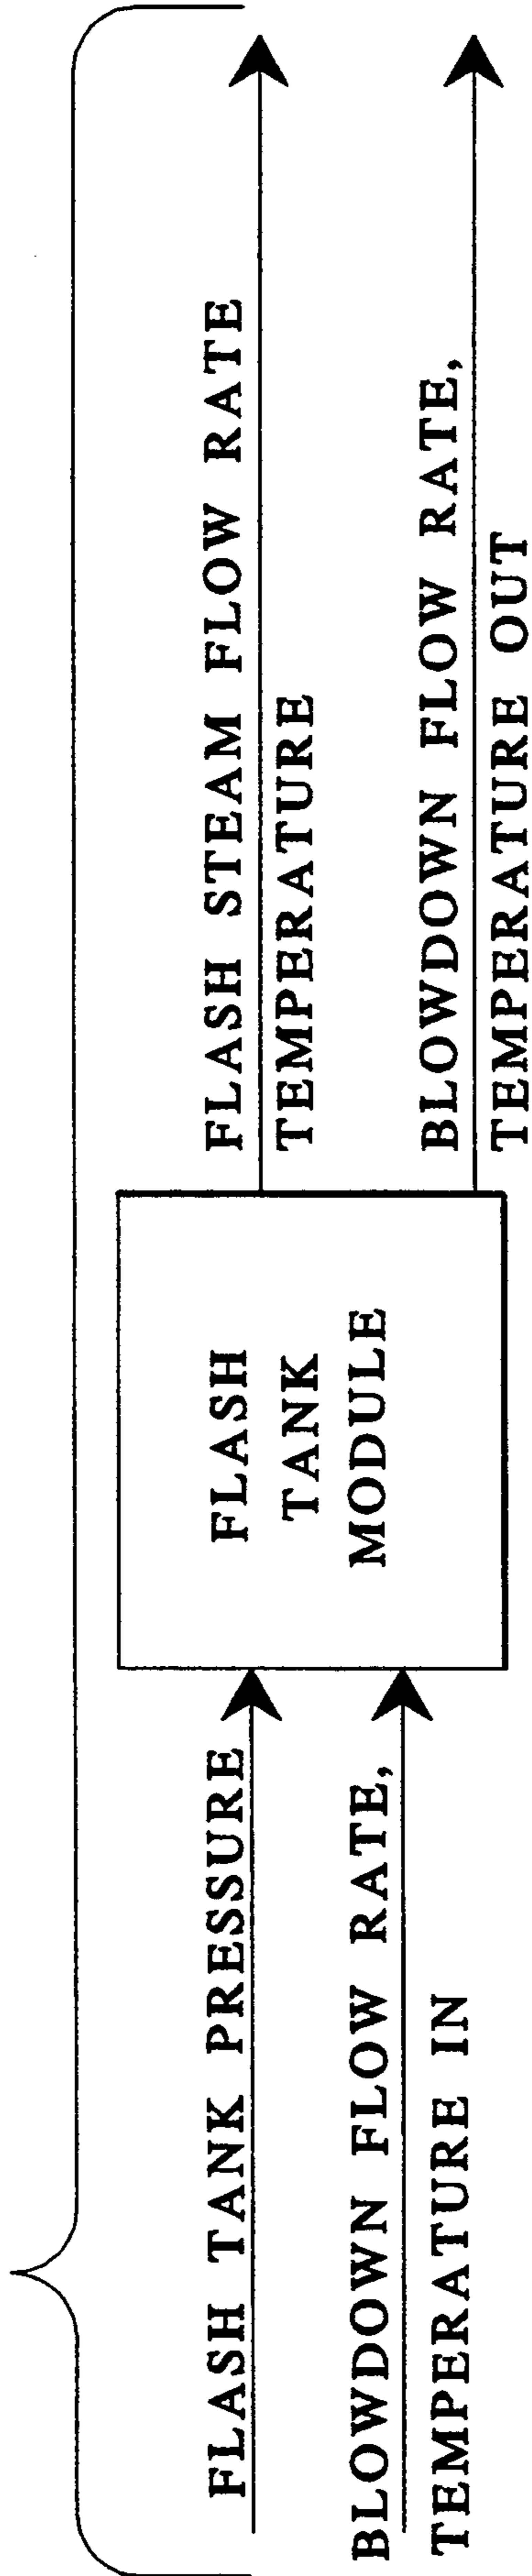 FLASH TANK PRESSURE
BLOWDOWN FLOW RATE,
TEMPERATURE IN
FLASH
TANK
MODULE
FLASH STEAM FLOW RATE
TEMPERATURE
BLOWDOWN FLOW RATE,
TEMPERATURE OUT